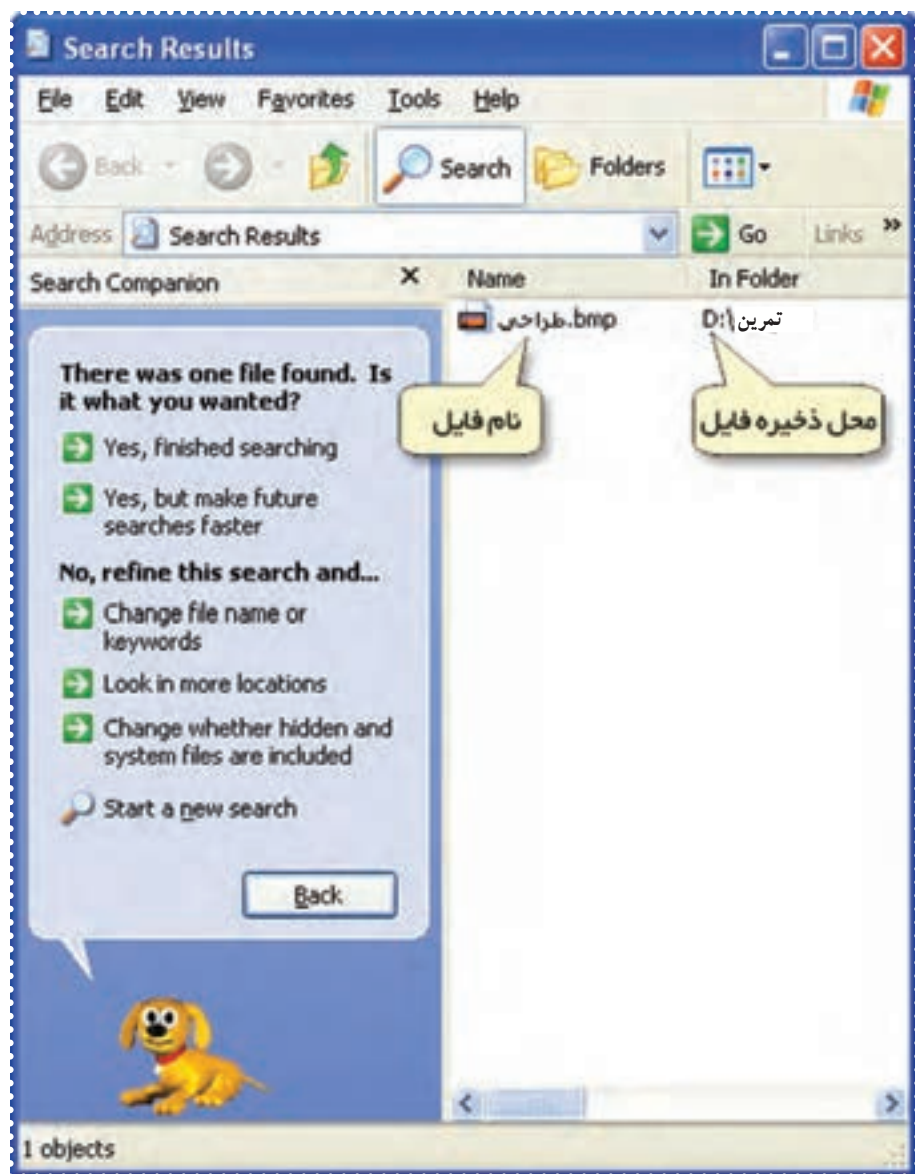 Search Results
File Edit View Favorites Tools Help
Back Search Folders
Address Search Results Go Links »
Search Companion × Name In Folder
طراحی.bmp D:\تمرین
نام فایل محل ذخیره فایل
There was one file found. Is
it what you wanted?
Yes, finished searching
Yes, but make future
searches faster
No, refine this search and...
Change file name or
keywords
Look in more locations
Change whether hidden and
system files are included
Start a new search
Back
1 objects